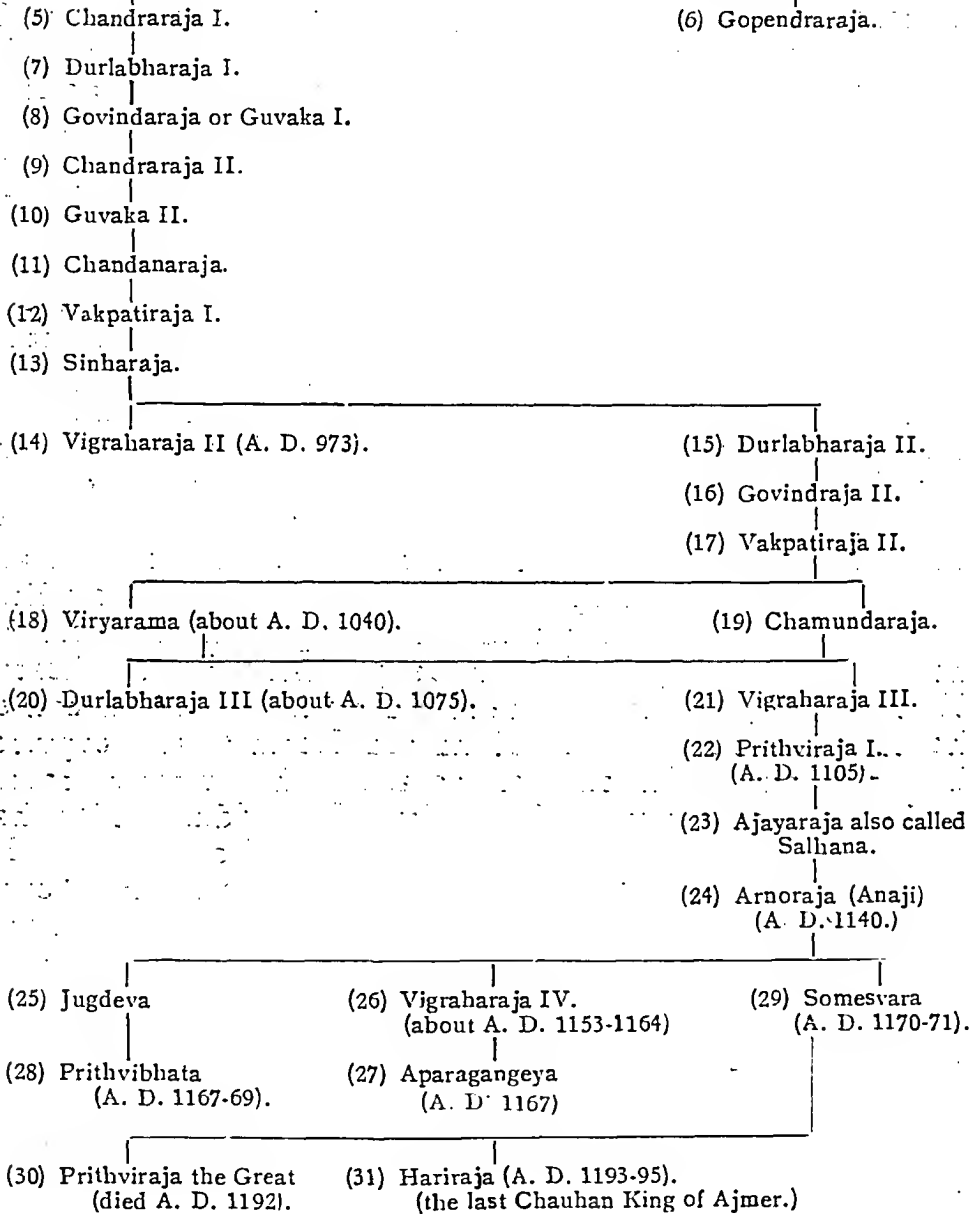 (5) Chandraraja I. (6) Gopendraraja.
(7) Durlabharaja I.
(8) Govindaraja or Guvaka I.
(9) Chandraraja II.
(10) Guvaka II.
(11) Chandanaraja.
(12) Vakpatiraja I.
(13) Sinharaja.
(14) Vigraharaja II (A. D. 973). (15) Durlabharaja II.
(16) Govindraja II.
(17) Vakpatiraja II.
(18) Viryarama (about A. D. 1040). (19) Chamundaraja.
(20) Durlabharaja III (about A. D. 1075). (21) Vigraharaja III.
(22) Prithviraja I.
(A. D. 1105)
(23) Ajayaraja also called
Salhana.
(24) Arnoraja (Anaji)
(A. D. 1140.)
(25) Jugdeva (26) Vigraharaja IV. (29) Somesvara
(about A. D. 1153-1164) (A. D. 1170-71).
(28) Prithvibhata (27) Aparagangeya
(A. D. 1167-69). (A. D 1167)
(30) Prithviraja the Great (31) Hariraja (A. D. 1193-95).
(died A. D. 1192). (the last Chauhan King of Ajmer.)